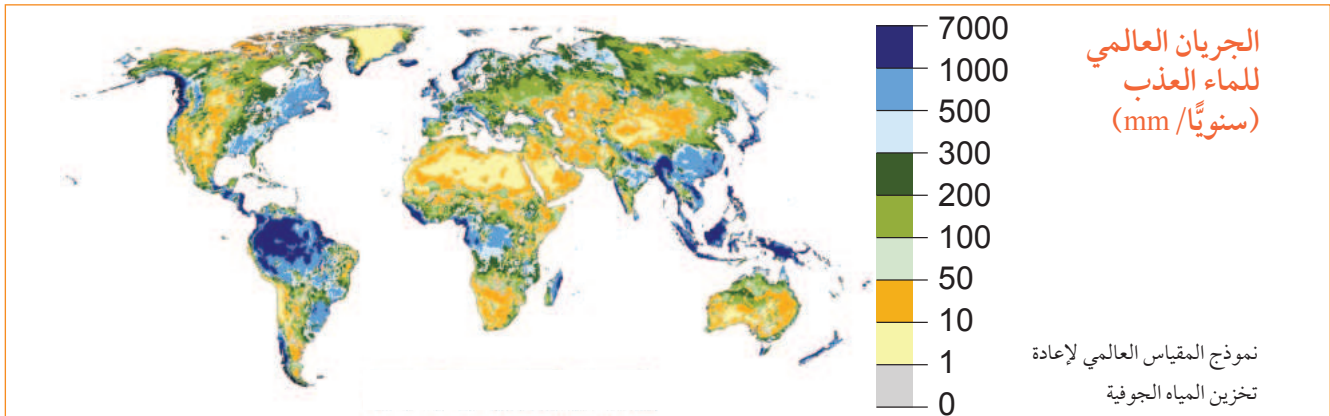 الجريان العالمي
للماء العذب
(سنويًّا/ mm)
7000
1000
500
300
200
100
50
10
1
0
نموذج المقياس العالمي لإعادة
تخزين المياه الجوفية